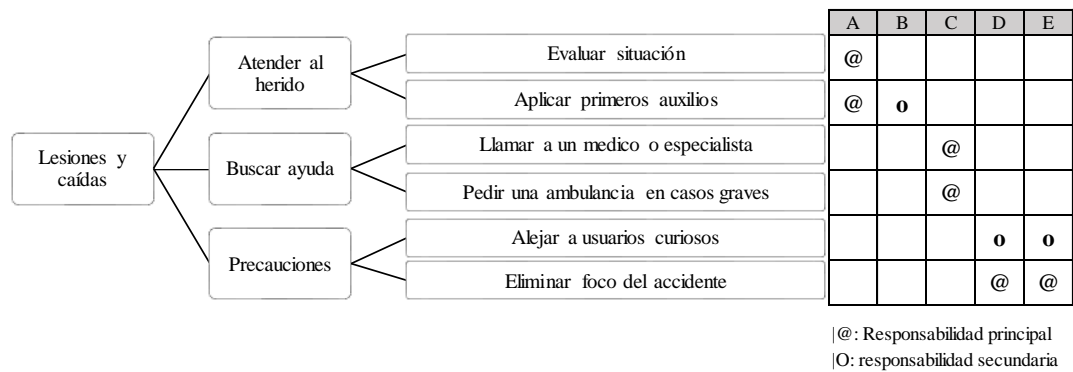 A B C D E
Atender al
herido
Evaluar situación
@
Aplicar primeros auxilios
@ o
Lesiones y
caídas
Buscar ayuda
Llamar a un medico o especialista
@
Pedir una ambulancia en casos graves
@
Precauciones
Alejar a usuarios curiosos
o o
Eliminar foco del accidente
@ @
|@: Responsabilidad principal
|O: responsabilidad secundaria